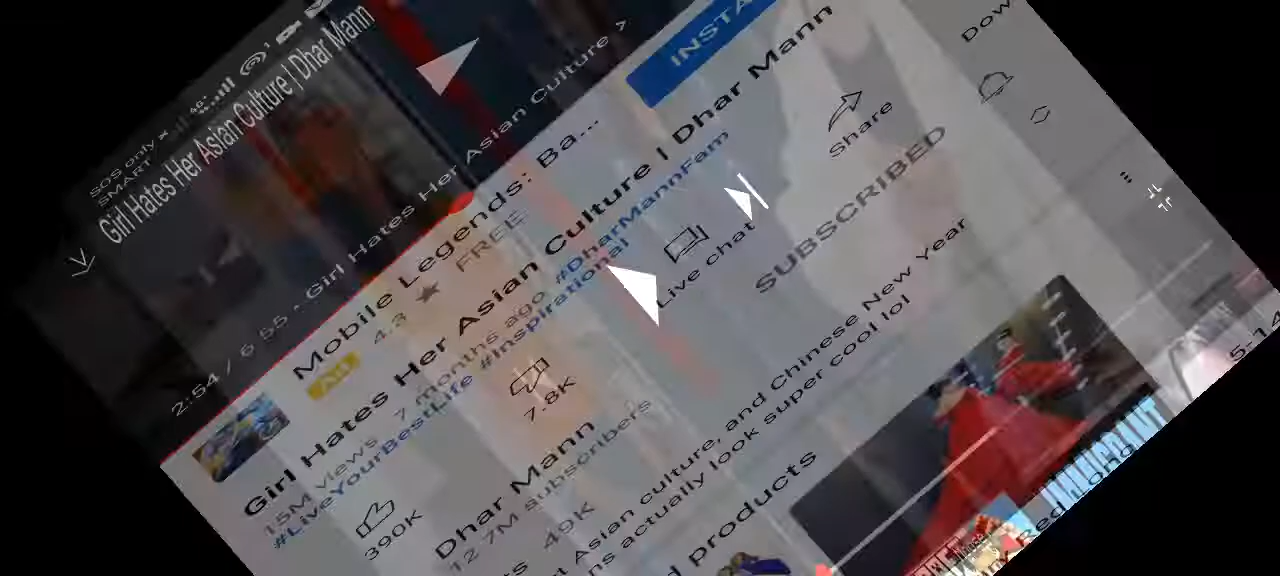 SOS only
SMART
4G+
Girl Hates Her Asian Culture | Dhar Mann
2:54 / 6:55 · Girl Hates Her Asian Culture >
Mobile Legends: Ba...
AD 4.3 ★ FREE
INSTA
Girl Hates Her Asian Culture | Dhar Mann
15M views 7 months ago #DharMannFam
#LiveYourBestLife #Inspirational
390K
7.8K
Live chat
Share
Dow
Dhar Mann
12.7M subscribers
SUBSCRIBED
49K
t Asian culture, and Chinese New Year
ns actually look super cool lol
d products
5-14